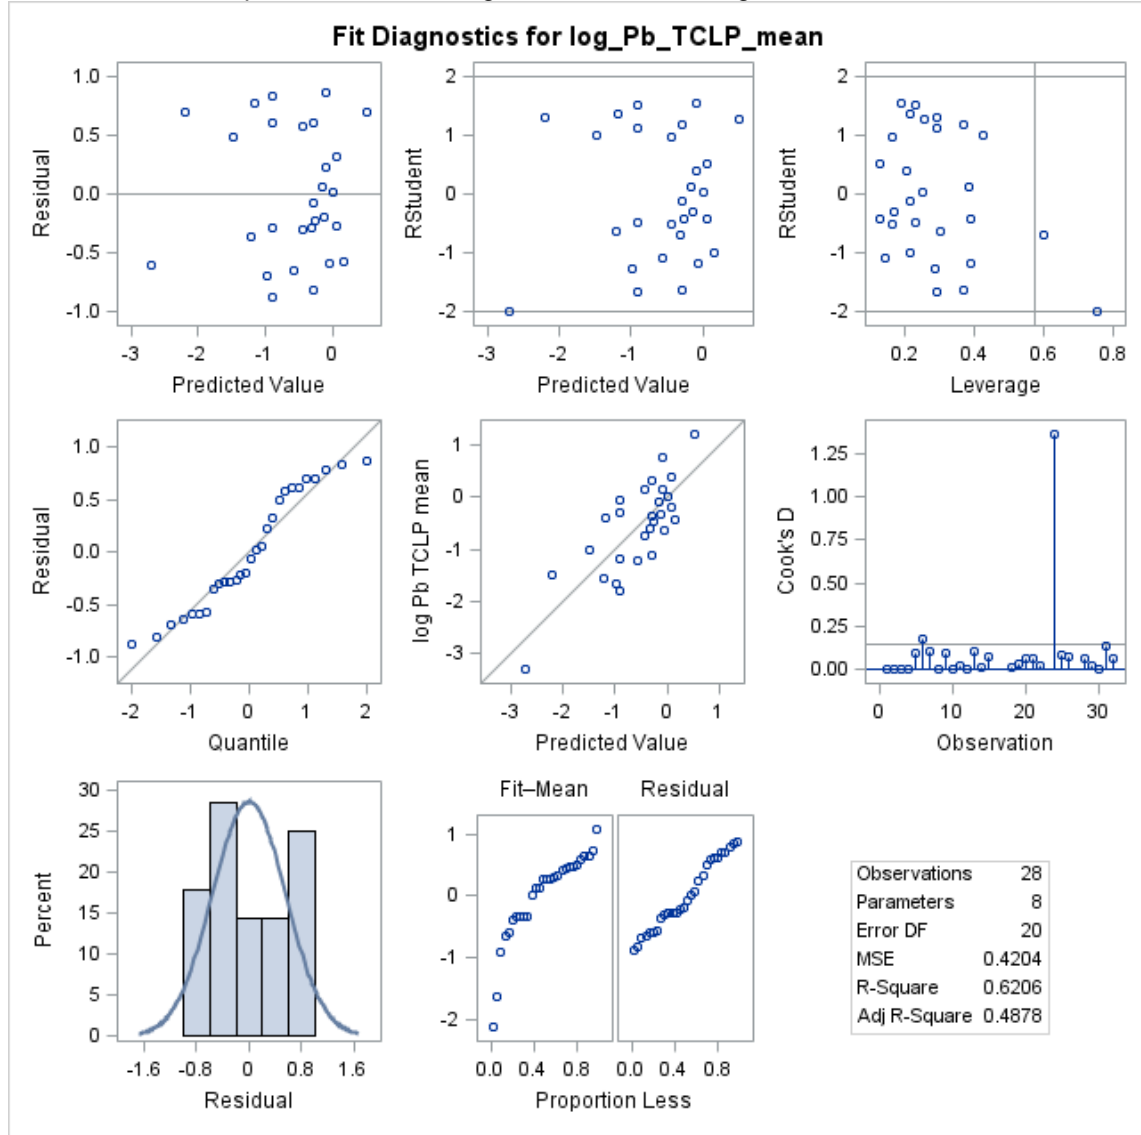 Fit Diagnostics for log_Pb_TCLP_mean
1.0
0.5
0.0
-0.5
-1.0
Residual
-3 -2 -1 0
Predicted Value
2
1
0
-1
-2
RStudent
-3 -2 -1 0
Predicted Value
2
1
0
-1
-2
RStudent
0.2 0.4 0.6 0.8
Leverage
1.0
0.5
0.0
-0.5
-1.0
Residual
-2 -1 0 1 2
Quantile
1
0
-1
-2
-3
log Pb TCLP mean
-3 -2 -1 0 1
Predicted Value
1.25
1.00
0.75
0.50
0.25
0.00
Cook's D
0 10 20 30
Observation
30
25
20
15
10
5
0
Percent
-1.6 -0.8 0 0.8 1.6
Residual
Fit–Mean Residual
1
0
-1
-2
0.0 0.4 0.8 0.0 0.4 0.8
Proportion Less
Observations 28
Parameters 8
Error DF 20
MSE 0.4204
R-Square 0.6206
Adj R-Square 0.4878